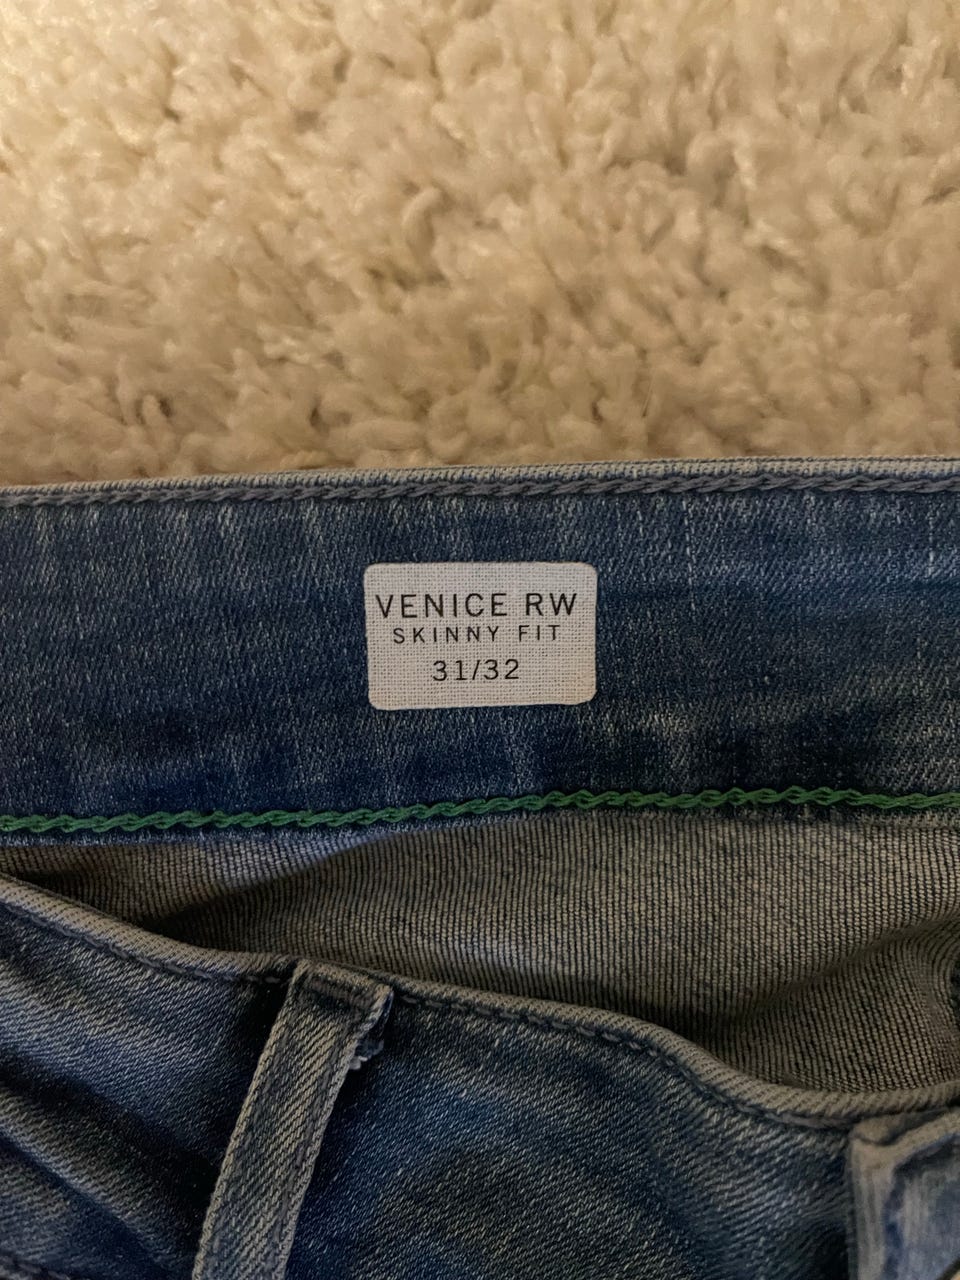 VENICE RW
SKINNY FIT
31/32